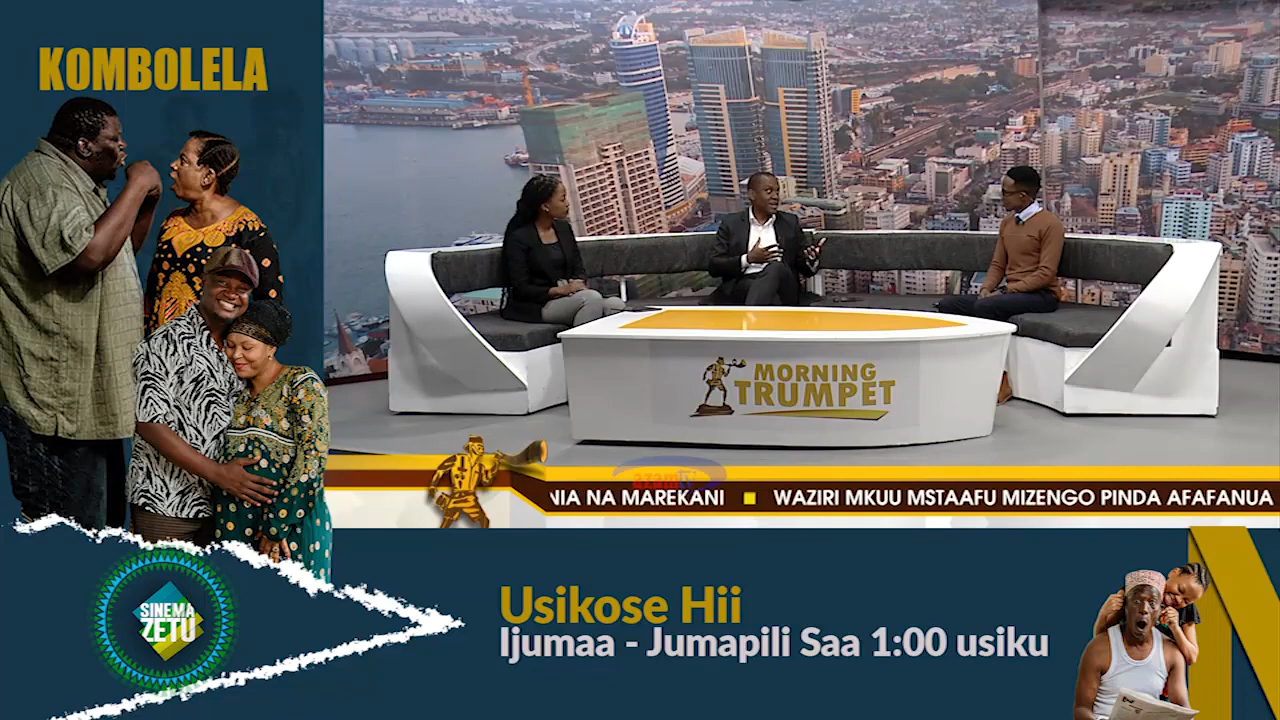 KOMBOLELA
MORNING
TRUMPET
azamtv
NIA NA MAREKANI
WAZIRI MKUU MSTAAFU MIZENGO PINDA AFAFANUA
SINEMA
ZETU
Usikose Hii
Ijumaa - Jumapili Saa 1:00 usiku